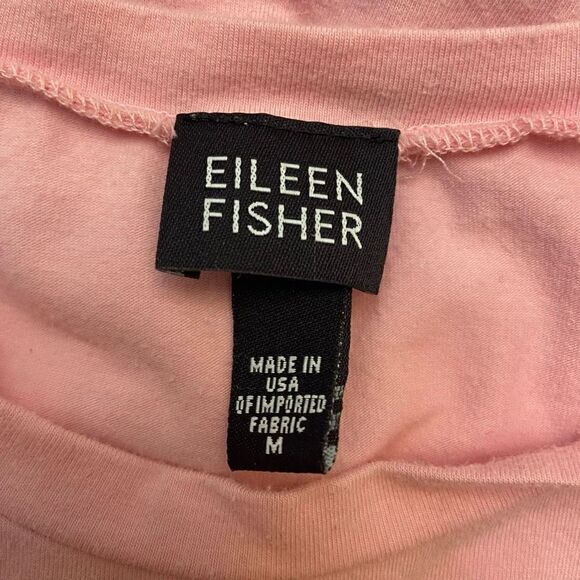 EILEEN
FISHER
MADE IN
USA
OF IMPORTED
FABRIC
M